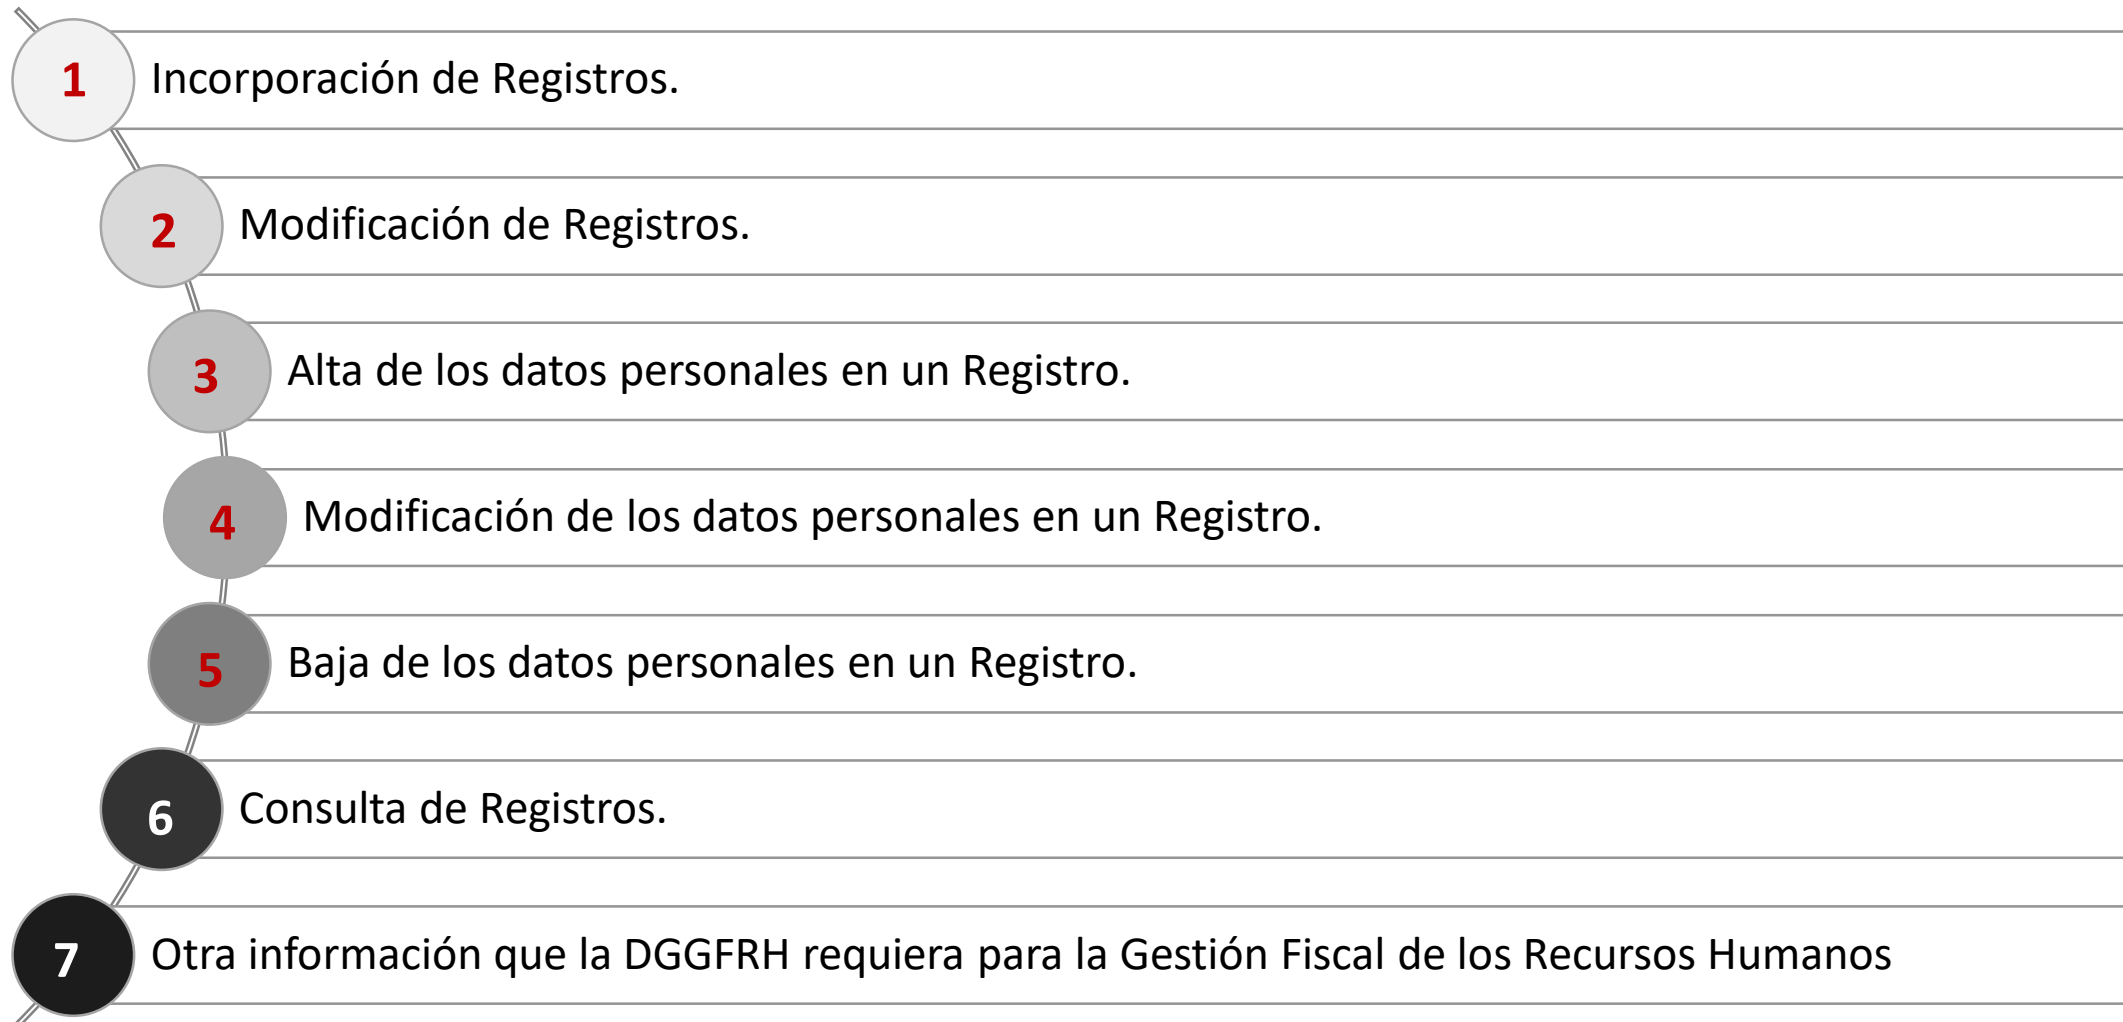 1 Incorporación de Registros.
2 Modificación de Registros.
3 Alta de los datos personales en un Registro.
4 Modificación de los datos personales en un Registro.
5 Baja de los datos personales en un Registro.
6 Consulta de Registros.
7 Otra información que la DGGFRH requiera para la Gestión Fiscal de los Recursos Humanos